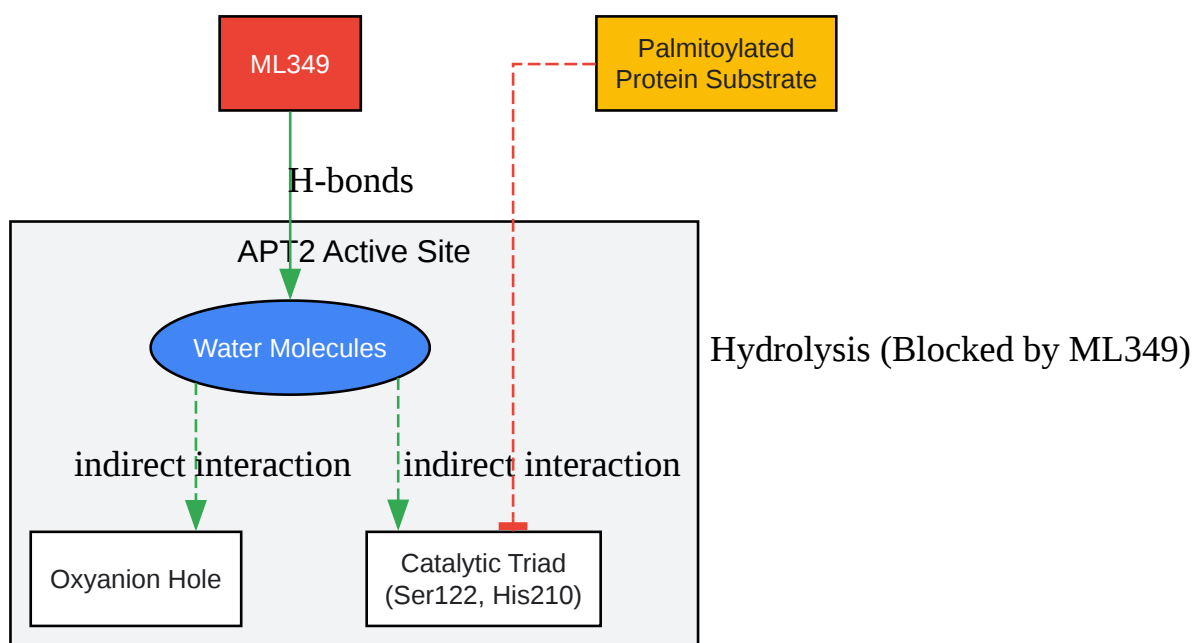 ML349
Palmitoylated
Protein Substrate
H-bonds
APT2 Active Site
Water Molecules
Hydrolysis (Blocked by ML349)
indirect interaction
indirect interaction
Oxyanion Hole
Catalytic Triad
(Ser122, His210)